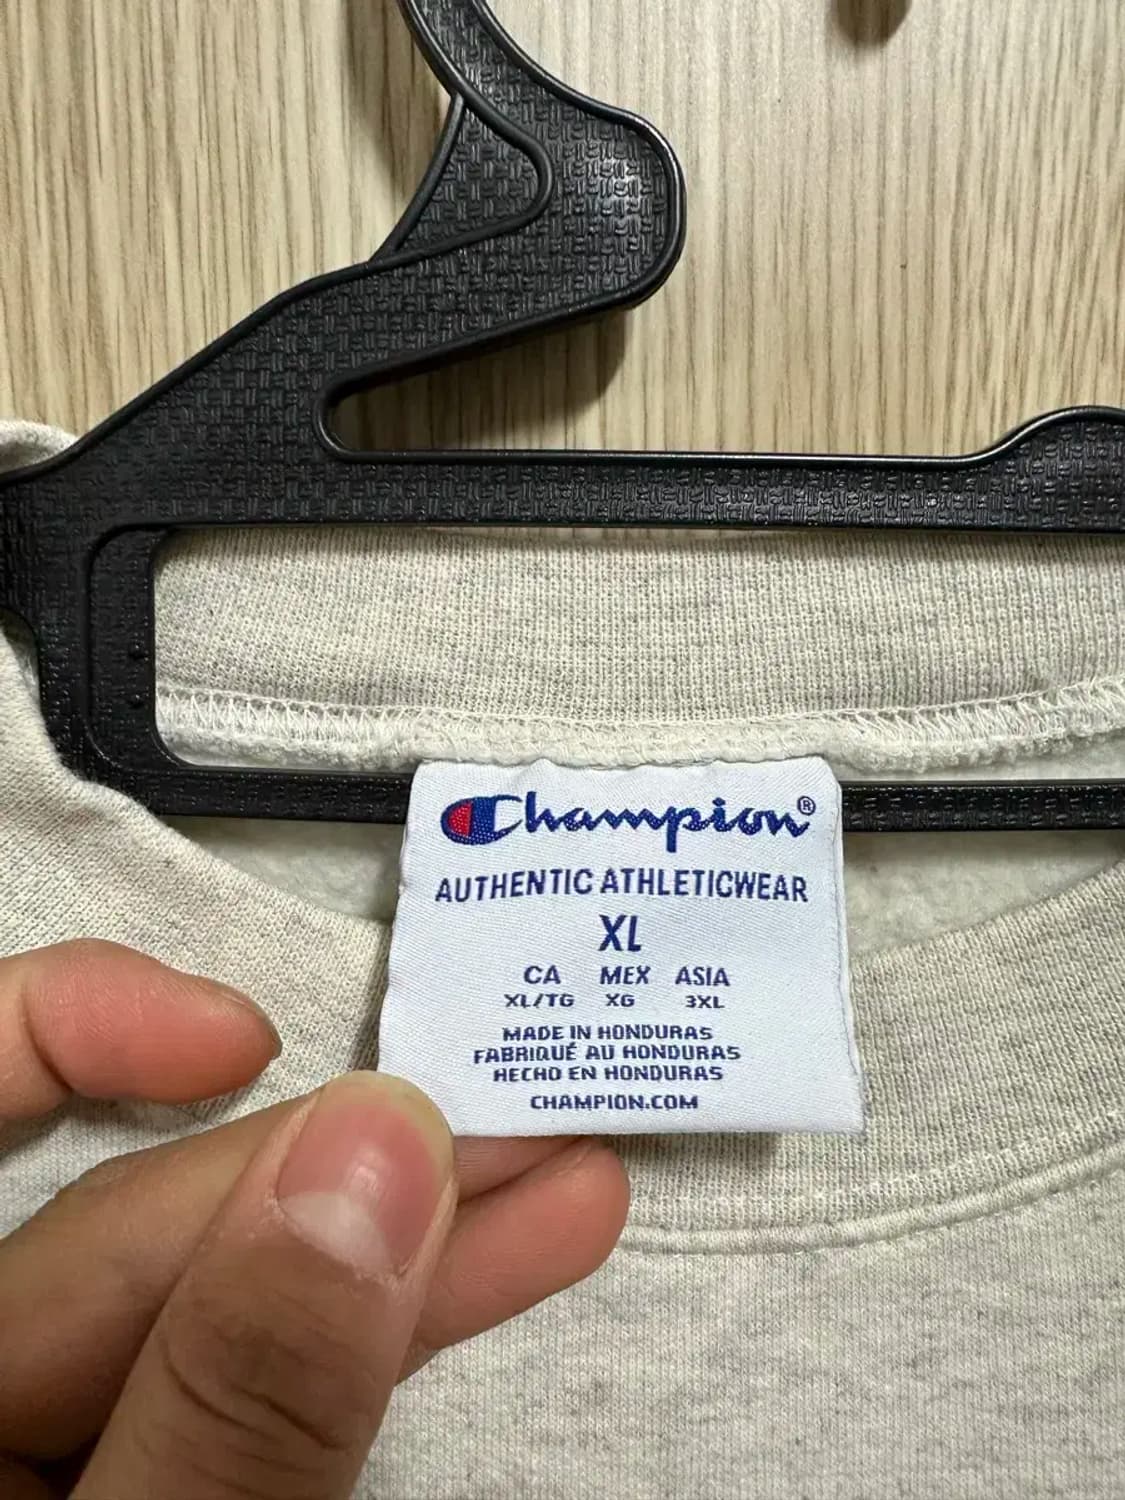 Champion®
AUTHENTIC ATHLETICWEAR
XL
CA MEX ASIA
XL/TG XG 3XL
MADE IN HONDURAS
FABRIQUÉ AU HONDURAS
HECHO EN HONDURAS
CHAMPION.COM